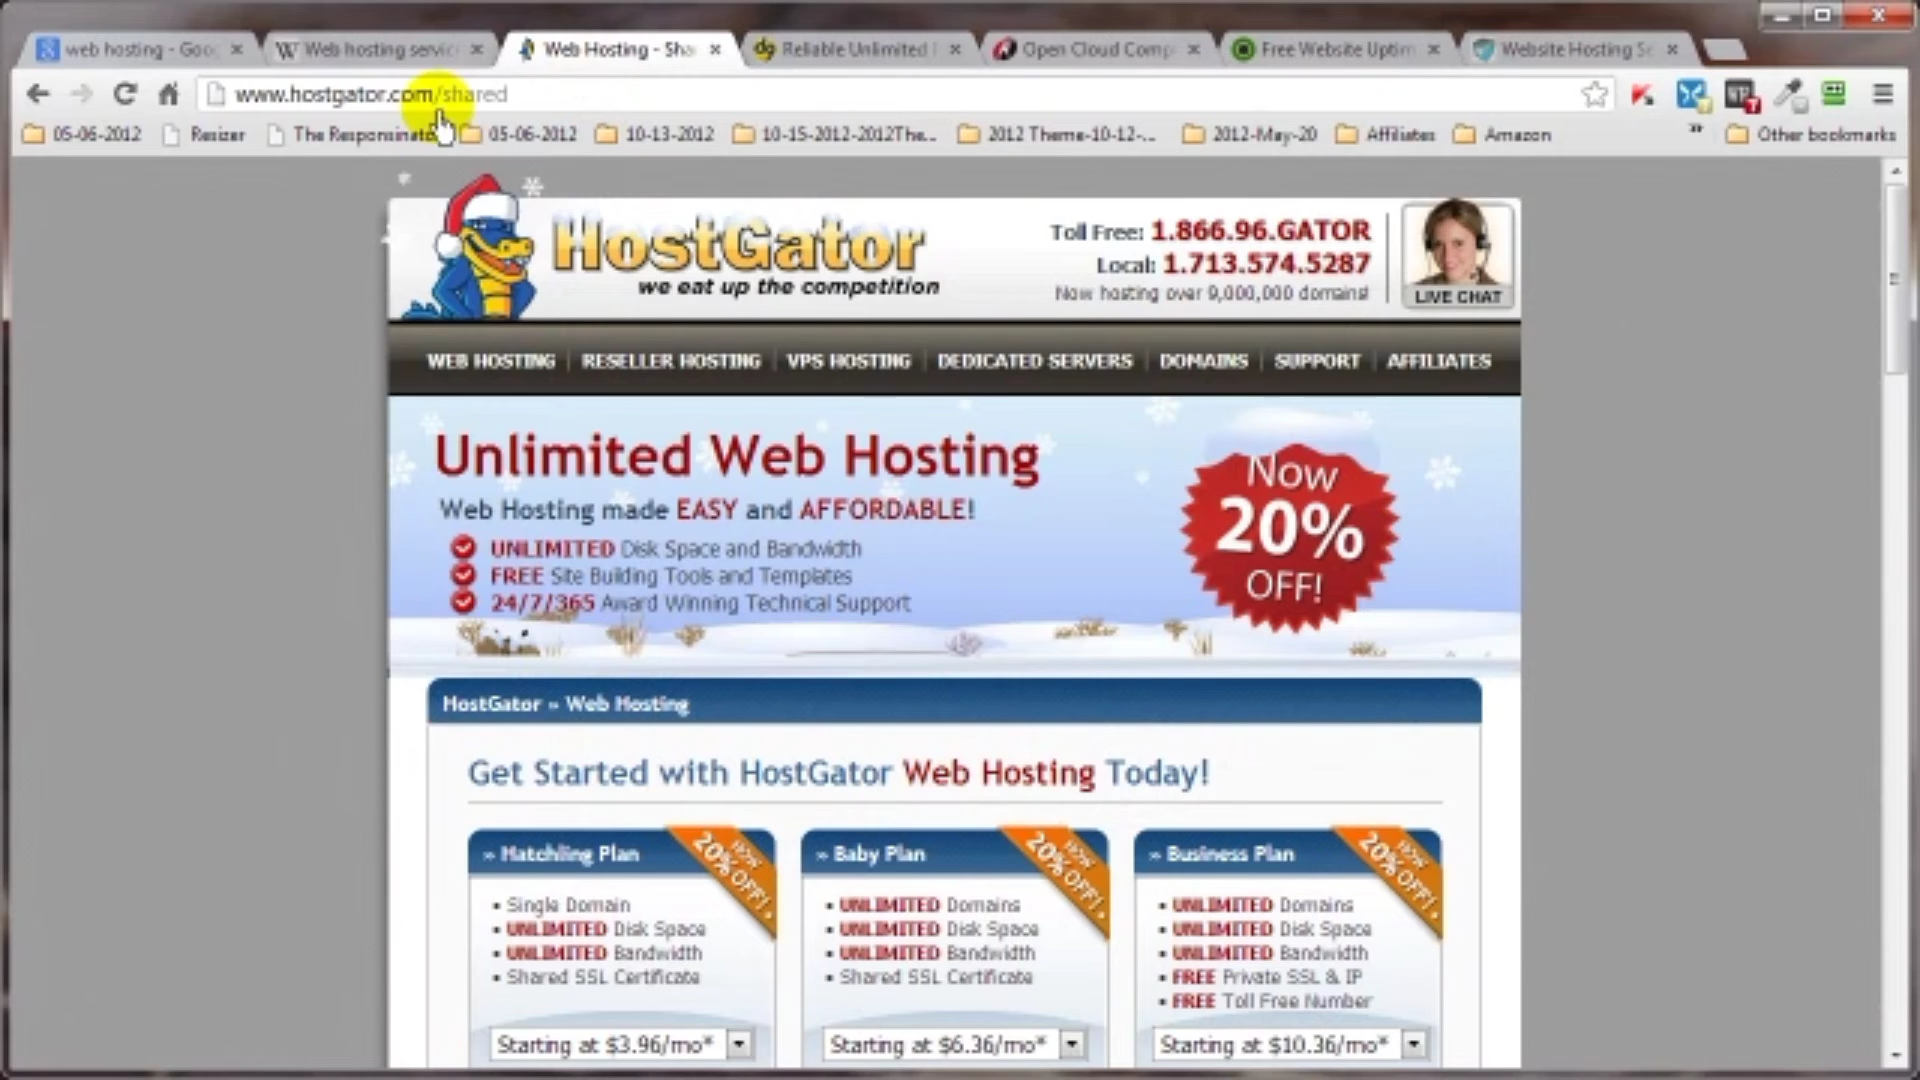 web hosting - Goo
Web hosting servic
Web Hosting - Sha
Reliable Unlimited
Open Cloud Comp
Free Website Uptim
Website Hosting Se
www.hostgator.com/shared
05-06-2012
Resizer
The Responsinato
05-06-2012
10-13-2012
10-15-2012-2012The...
2012 Theme-10-12-...
2012-May-20
Affiliates
Amazon
Other bookmarks
HostGator
we eat up the competition
Toll Free: 1.866.96.GATOR
Local: 1.713.574.5287
Now hosting over 9,000,000 domains!
LIVE CHAT
WEB HOSTING
RESELLER HOSTING
VPS HOSTING
DEDICATED SERVERS
DOMAINS
SUPPORT
AFFILIATES
Unlimited Web Hosting
Web Hosting made EASY and AFFORDABLE!
UNLIMITED Disk Space and Bandwidth
FREE Site Building Tools and Templates
24/7/365 Award Winning Technical Support
Now
20%
OFF!
HostGator » Web Hosting
Get Started with HostGator Web Hosting Today!
» Hatchling Plan
NOW
20% OFF!
• Single Domain
• UNLIMITED Disk Space
• UNLIMITED Bandwidth
• Shared SSL Certificate
Starting at $3.96/mo*
» Baby Plan
NOW
20% OFF!
• UNLIMITED Domains
• UNLIMITED Disk Space
• UNLIMITED Bandwidth
• Shared SSL Certificate
Starting at $6.36/mo*
» Business Plan
NOW
20% OFF!
• UNLIMITED Domains
• UNLIMITED Disk Space
• UNLIMITED Bandwidth
• FREE Private SSL & IP
• FREE Toll Free Number
Starting at $10.36/mo*